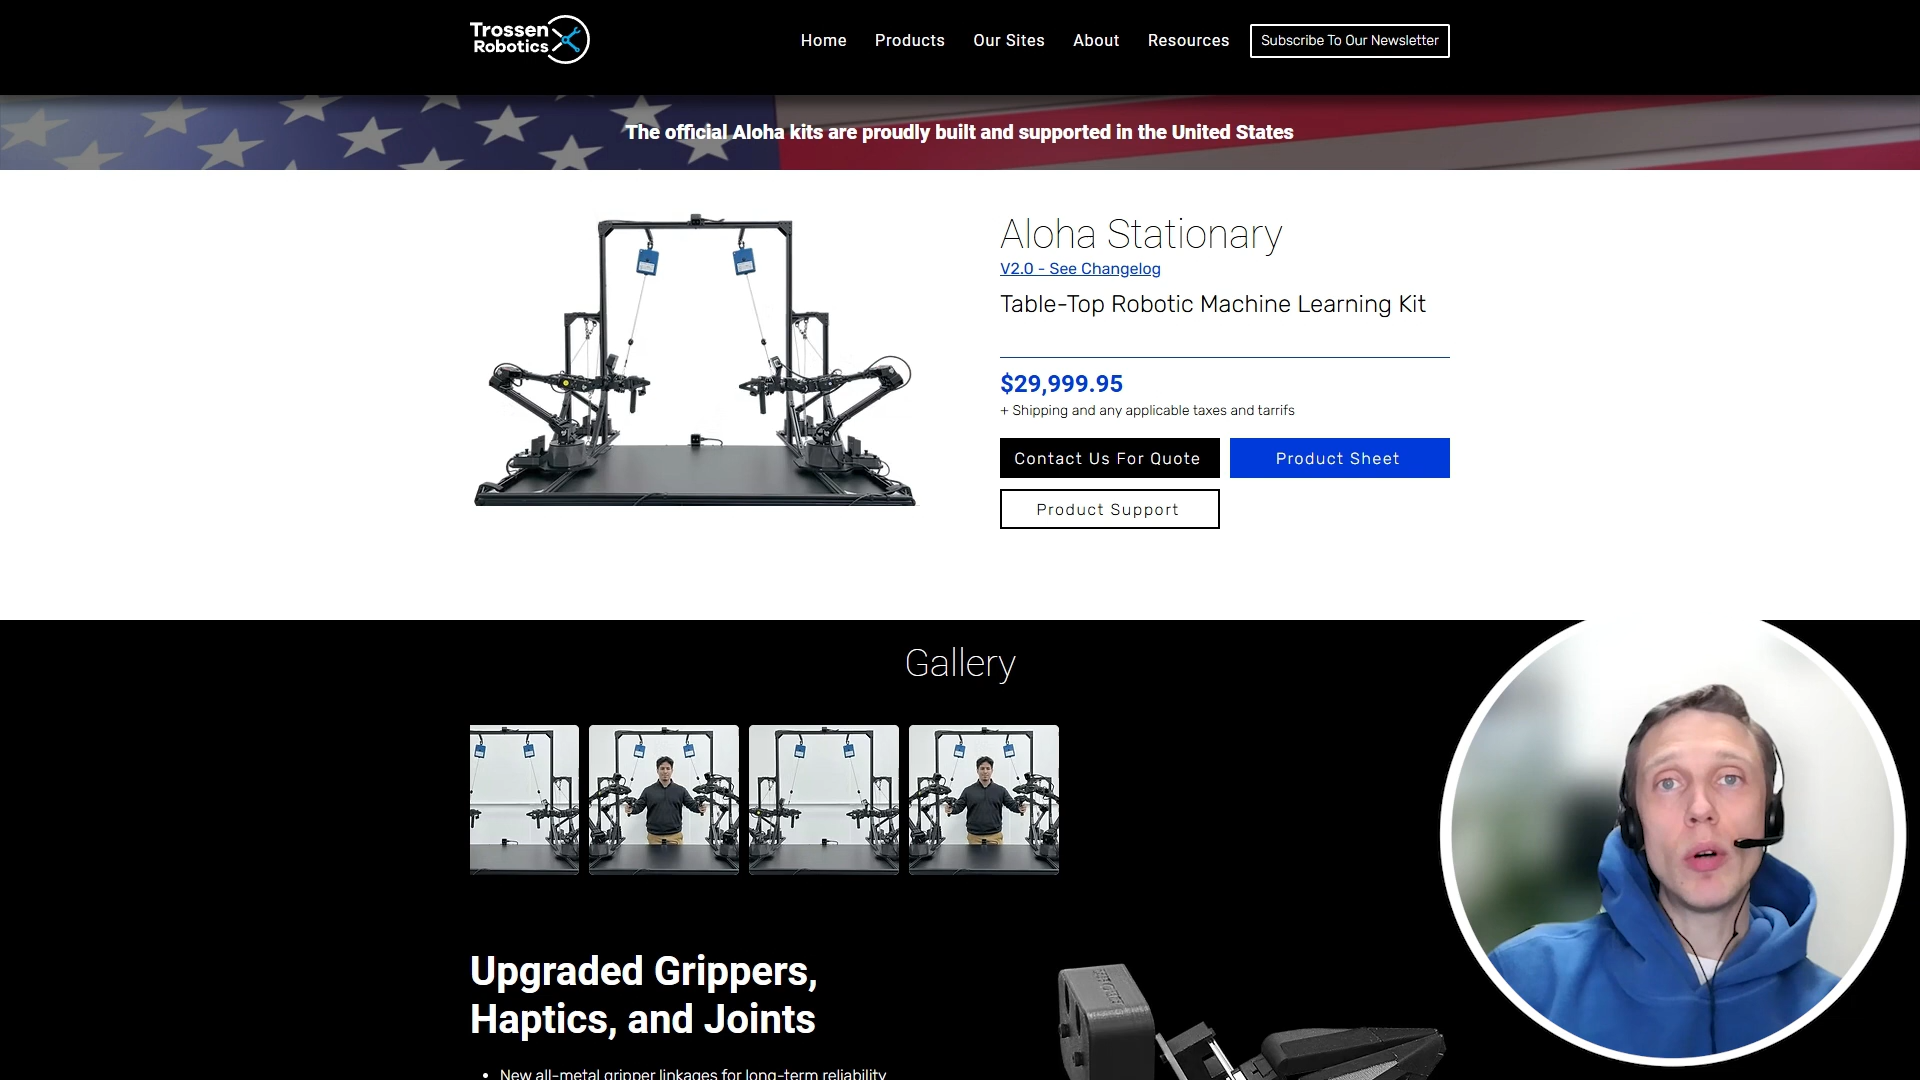 Trossen
Robotics
Home
Products
Our Sites
About
Resources
Subscribe To Our Newsletter
The official Aloha kits are proudly built and supported in the United States
Aloha Stationary
V2.0 - See Changelog
Table-Top Robotic Machine Learning Kit
$29,999.95
+ Shipping and any applicable taxes and tarrifs
Contact Us For Quote
Product Sheet
Product Support
Gallery
Upgraded Grippers,
Haptics, and Joints
• New all-metal gripper linkages for long-term reliability